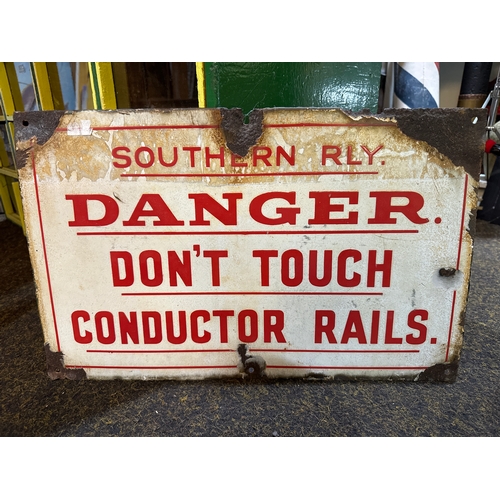 SOUTHERN RLY.
DANGER.
DON'T TOUCH
CONDUCTOR RAILS.